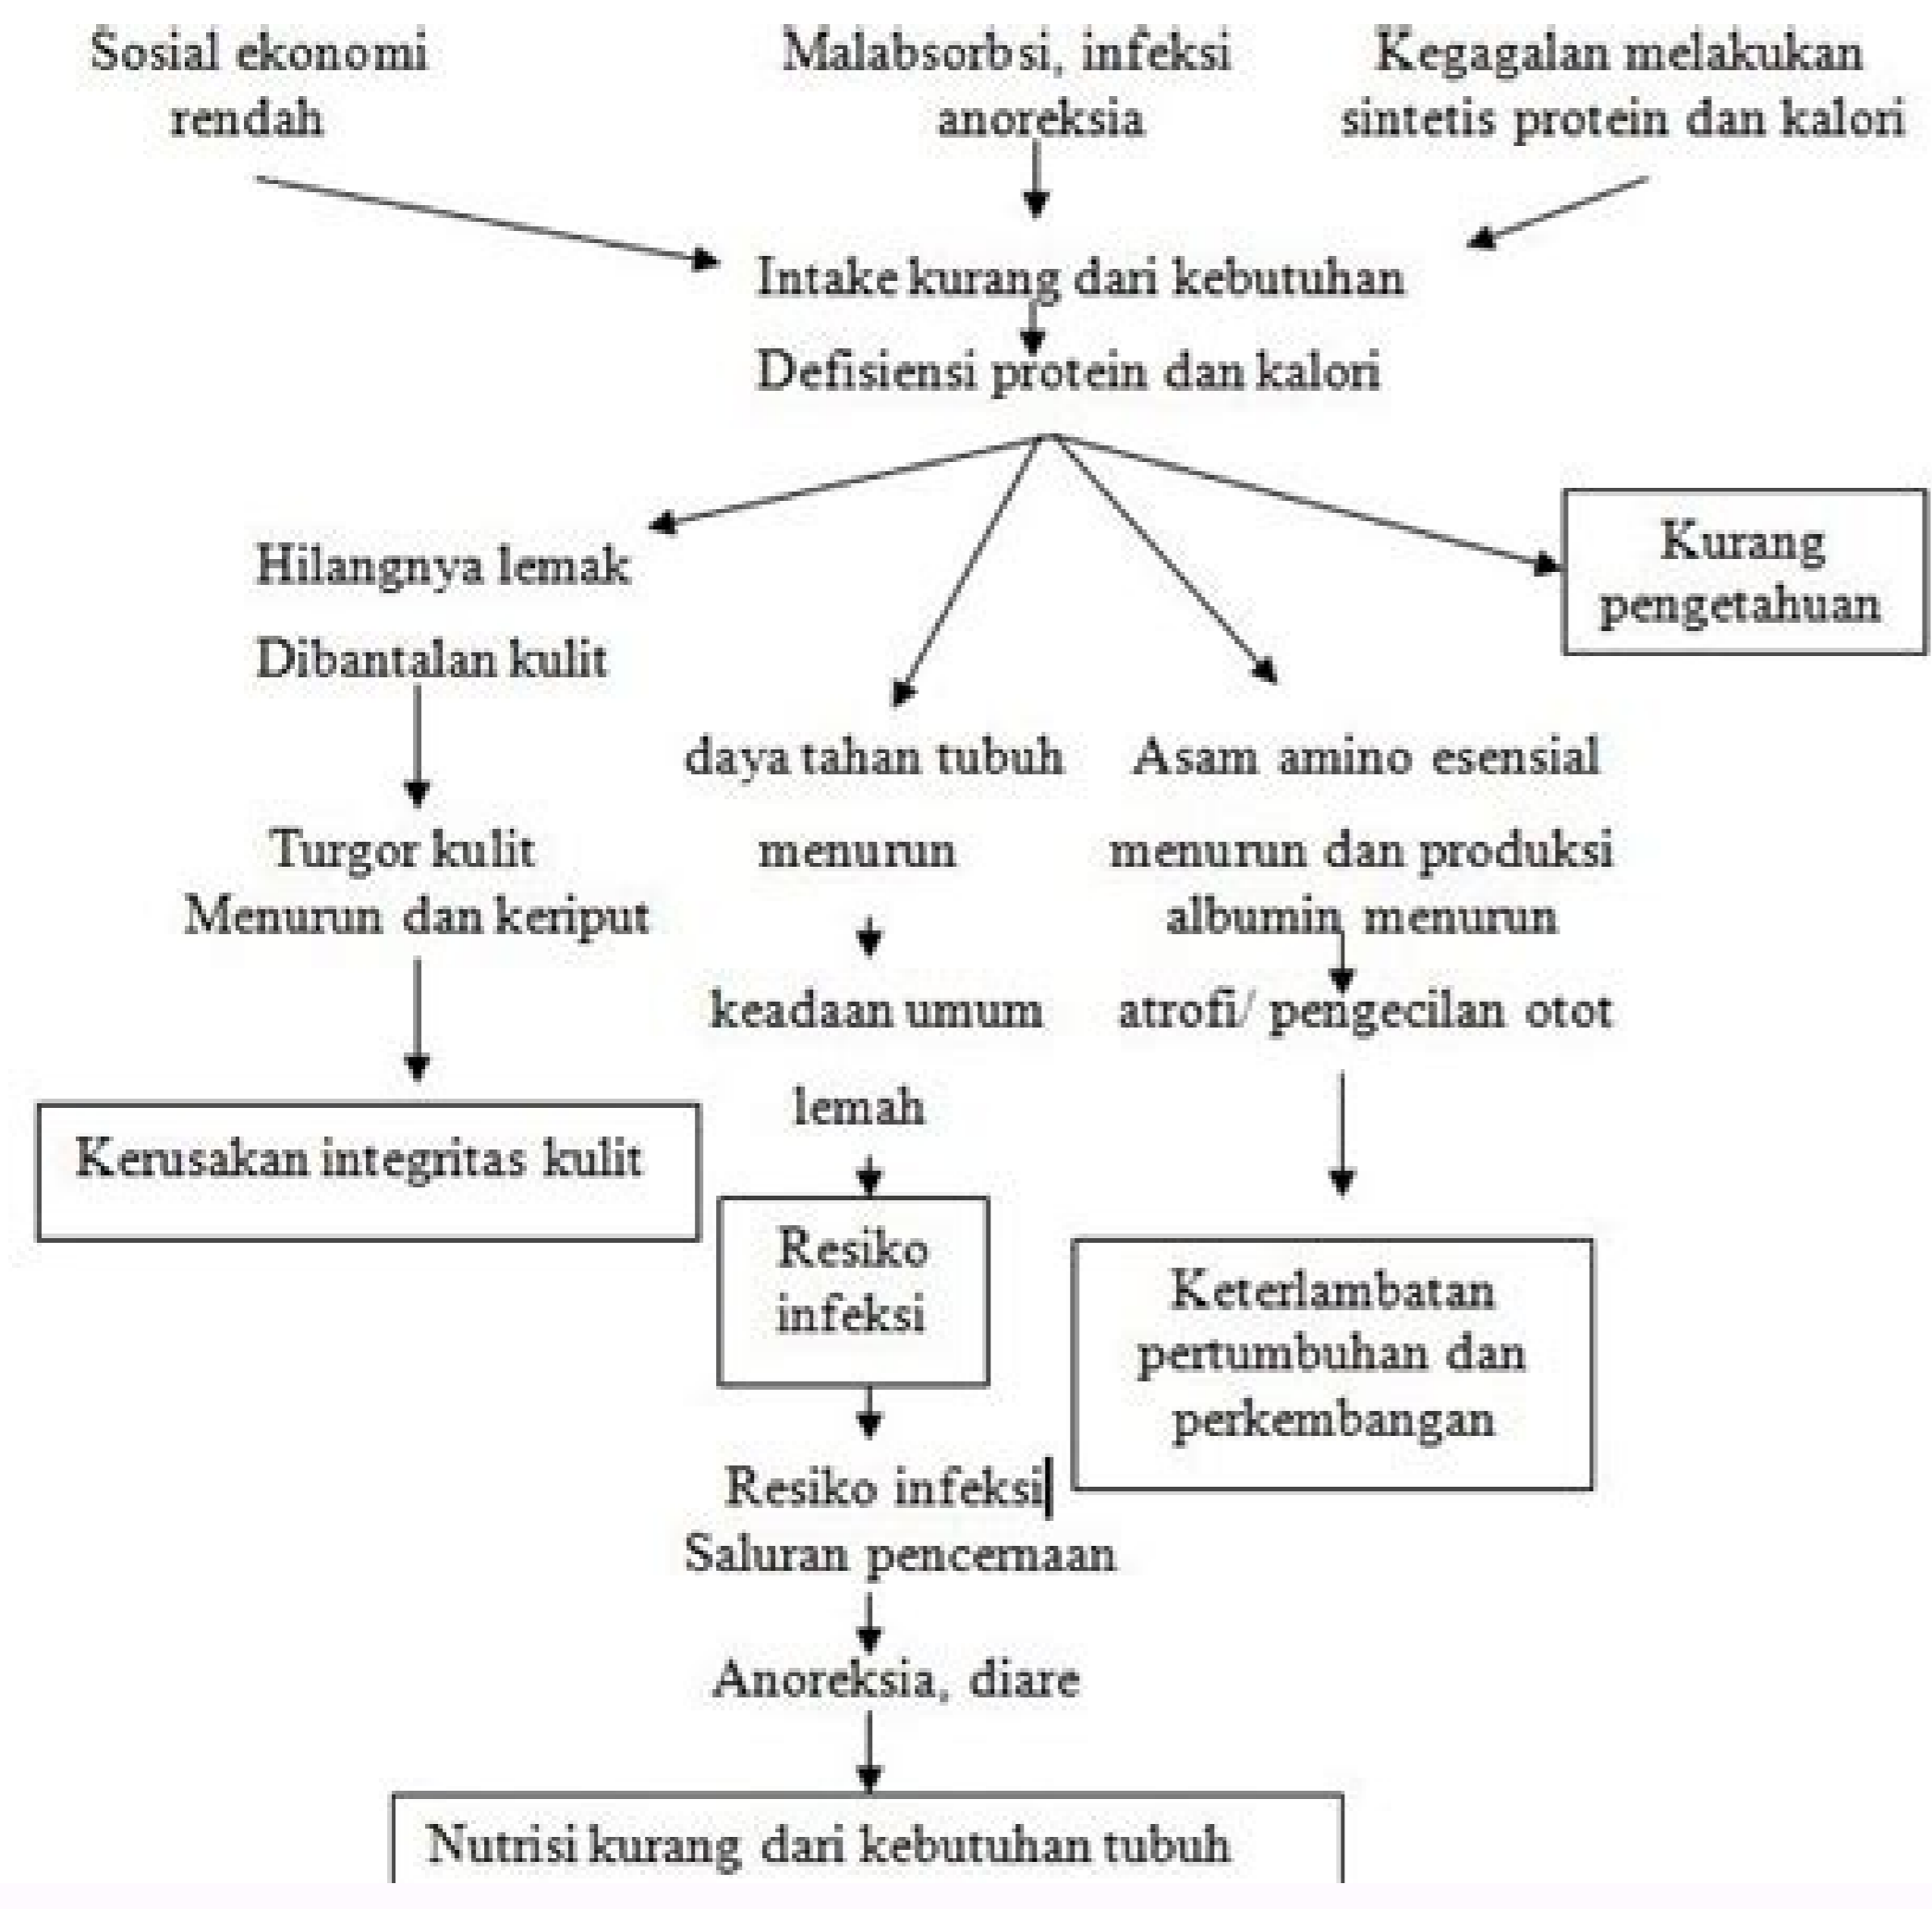 Sosial ekonomi
rendah
Malabsorbsi, infeksi
anoreksia
Kegagalan melakukan
sintetis protein dan kalori
Intake kurang dari kebutuhan
Defisiensi protein dan kalori
Hilangnya lemak
Dibantalan kulit
Turgor kulit
Menurun dan keriput
Kerusakan integritas kulit
daya tahan tubuh
menurun
keadaan umum
lemah
Resiko
infeksi
Resiko infeksi
Saluran pencernaan
Anoreksia, diare
Nutrisi kurang dari kebutuhan tubuh
Asam amino esensial
menurun dan produksi
albumin menurun
atrofi/ pengecilan otot
Keterlambatan
pertumbuhan dan
perkembangan
Kurang
pengetahuan